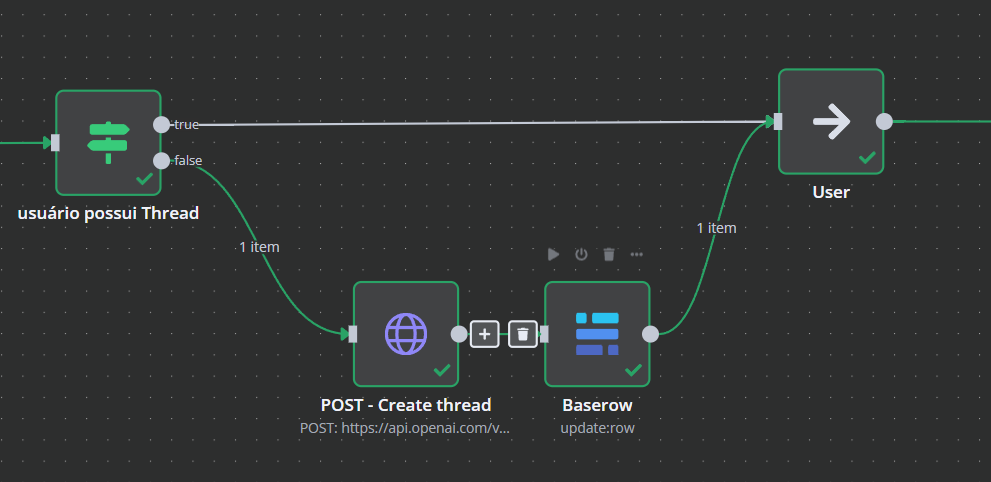 true
false
usuário possui Thread
User
1 item
1 item
POST - Create thread
POST: https://api.openai.com/v...
Baserow
update:row